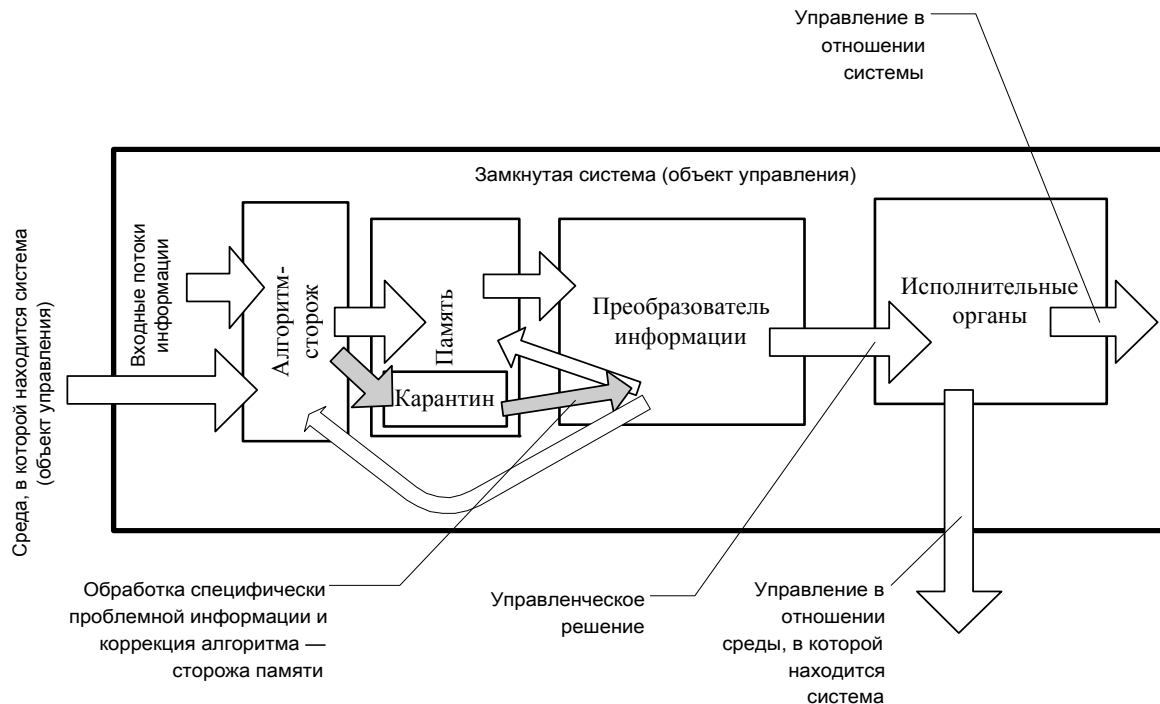 Управление в
отношении
системы
Замкнутая система (объект управления)
Среда, в которой находится система
(объект управления)
Входные потоки
информации
Алгоритм-
сторож
Память
Карантин
Преобразователь
информации
Исполнительные
органы
Обработка специфически
проблемной информации и
коррекция алгоритма —
сторожа памяти
Управленческое
решение
Управление в
отношении
среды, в которой
находится
система